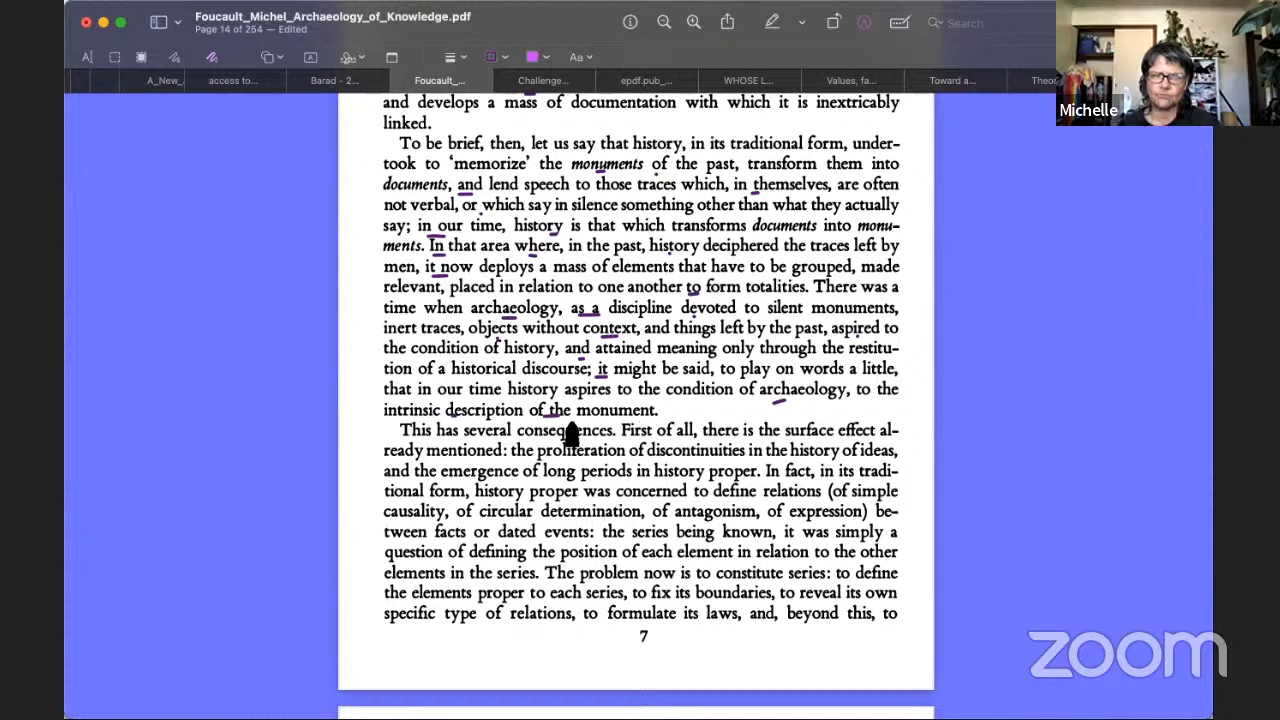 Foucault_Michel_Archaeology_of_Knowledge.pdf
Page 14 of 254 — Edited
Search
Aa
A_New_
access to...
Barad - 2...
Foucault_...
Challenge...
epdf.pub_...
WHOSE L...
Values, fa...
Toward a...
Theor
Michelle
and develops a mass of documentation with which it is inextricably
linked.
To be brief, then, let us say that history, in its traditional form, under-
took to ‘memorize’ the monuments of the past, transform them into
documents, and lend speech to those traces which, in themselves, are often
not verbal, or which say in silence something other than what they actually
say; in our time, history is that which transforms documents into monu-
ments. In that area where, in the past, history deciphered the traces left by
men, it now deploys a mass of elements that have to be grouped, made
relevant, placed in relation to one another to form totalities. There was a
time when archaeology, as a discipline devoted to silent monuments,
inert traces, objects without context, and things left by the past, aspired to
the condition of history, and attained meaning only through the restitu-
tion of a historical discourse; it might be said, to play on words a little,
that in our time history aspires to the condition of archaeology, to the
intrinsic description of the monument.
This has several consequences. First of all, there is the surface effect al-
ready mentioned: the proliferation of discontinuities in the history of ideas,
and the emergence of long periods in history proper. In fact, in its tradi-
tional form, history proper was concerned to define relations (of simple
causality, of circular determination, of antagonism, of expression) be-
tween facts or dated events: the series being known, it was simply a
question of defining the position of each element in relation to the other
elements in the series. The problem now is to constitute series: to define
the elements proper to each series, to fix its boundaries, to reveal its own
specific type of relations, to formulate its laws, and, beyond this, to
7
zoom